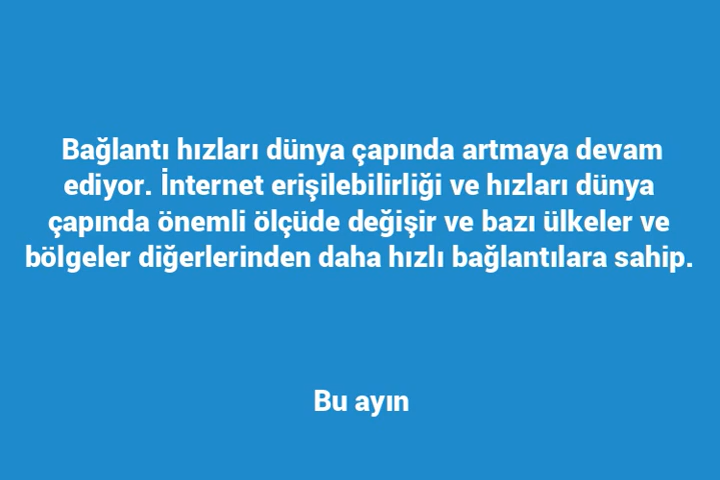 Bağlantı hızları dünya çapında artmaya devam
ediyor. İnternet erişilebilirliği ve hızları dünya
çapında önemli ölçüde değişir ve bazı ülkeler ve
bölgeler diğerlerinden daha hızlı bağlantılara sahip.
Bu ayın